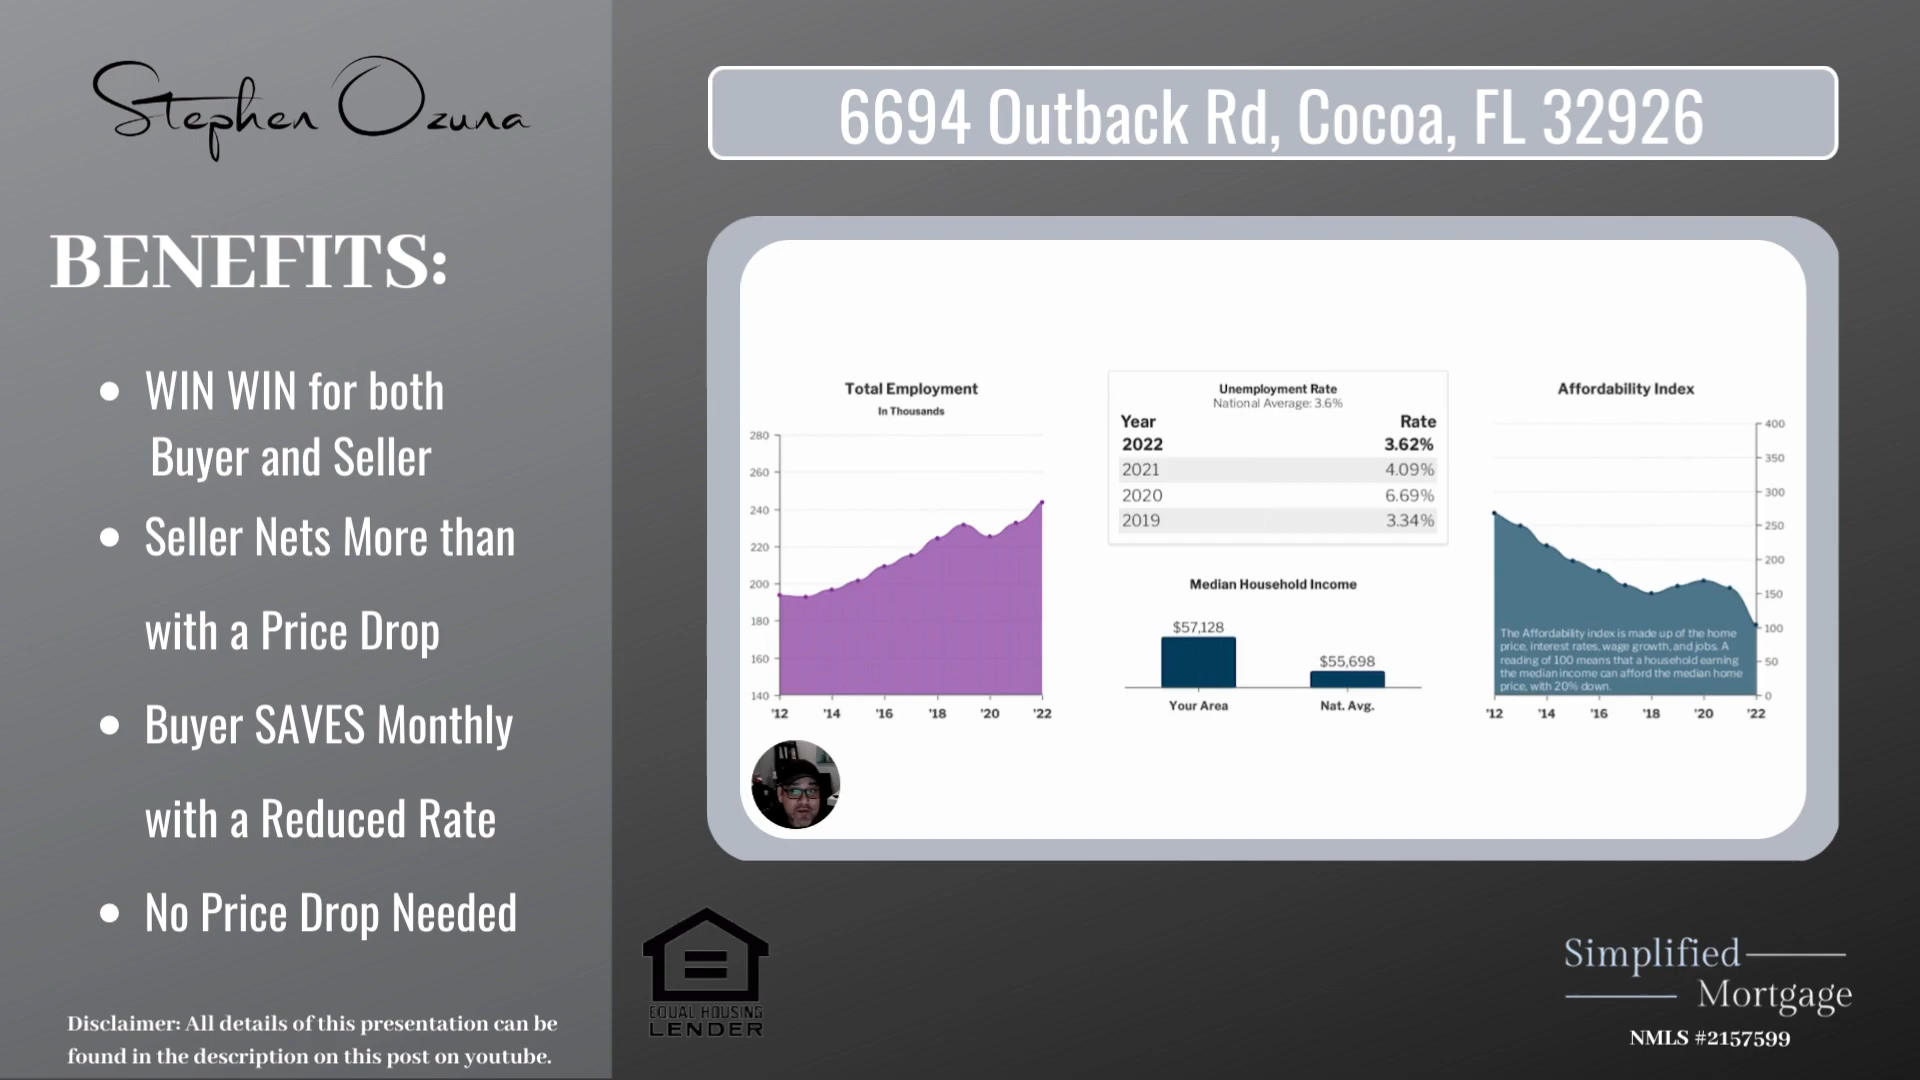 Stephen Ozuna
BENEFITS:
WIN WIN for both
Buyer and Seller
Seller Nets More than
with a Price Drop
Buyer SAVES Monthly
with a Reduced Rate
No Price Drop Needed
Disclaimer: All details of this presentation can be
found in the description on this post on youtube.
6694 Outback Rd, Cocoa, FL 32926
Total Employment
In Thousands
280
260
240
220
200
180
160
140
'12 '14 '16 '18 '20 '22
Unemployment Rate
National Average: 3.6%
Year Rate
2022 3.62%
2021 4.09%
2020 6.69%
2019 3.34%
Median Household Income
$57,128
$55,698
Your Area Nat. Avg.
Affordability Index
400
350
300
250
200
150
100
50
0
The Affordability index is made up of the home
price, interest rates, wage growth, and jobs. A
reading of 100 means that a household earning
the median income can afford the median home
price, with 20% down.
'12 '14 '16 '18 '20 '22
EQUAL HOUSING
LENDER
Simplified
Mortgage
NMLS #2157599